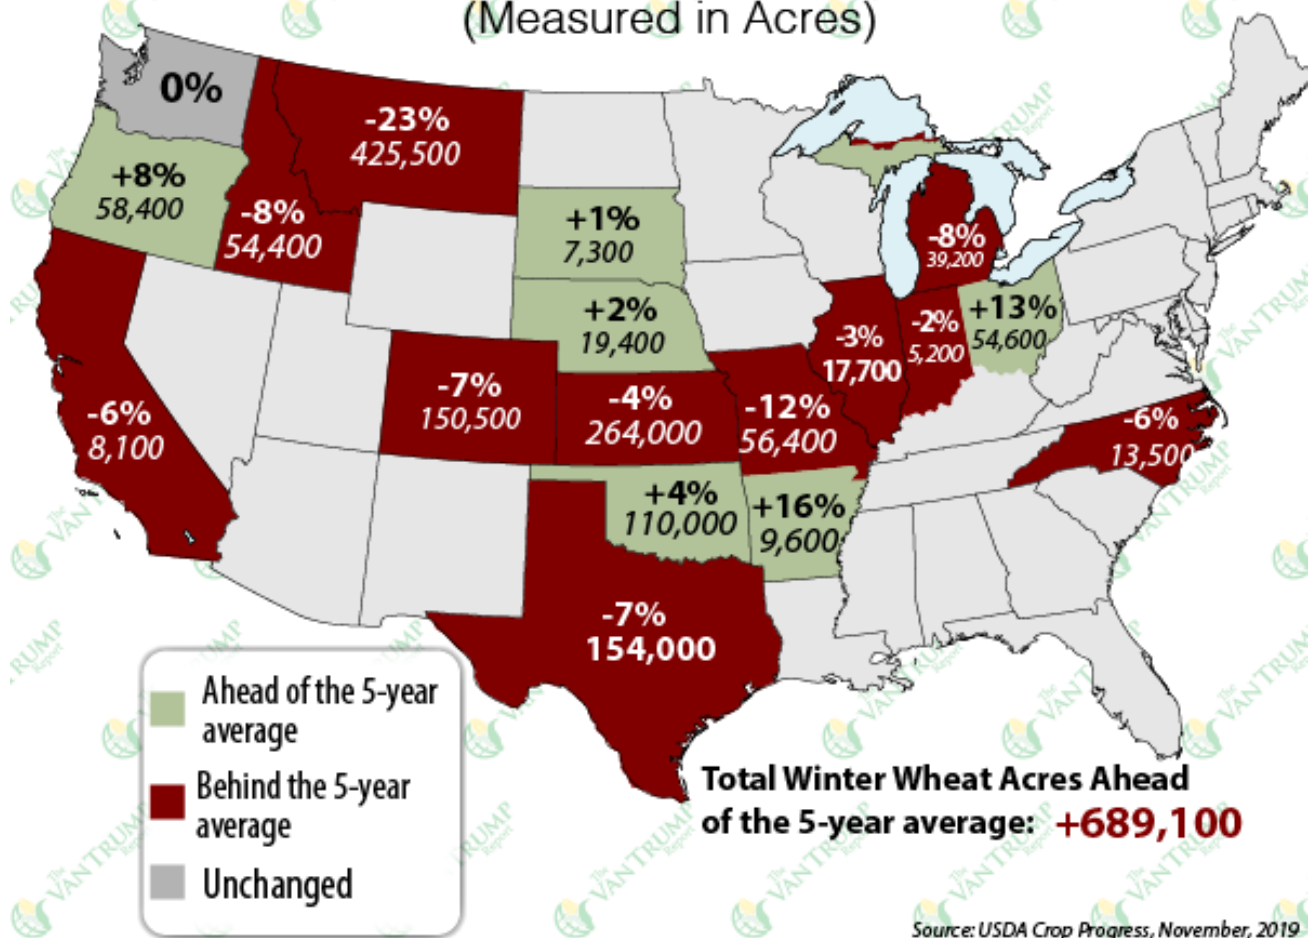 (Measured in Acres)
0%
-23%
425,500
+8%
58,400
-8%
54,400
+1%
7,300
-8%
39,200
+2%
19,400
-3%
17,700
-2%
5,200
+13%
54,600
-7%
150,500
-4%
264,000
-12%
56,400
-6%
8,100
-6%
13,500
+4%
110,000
+16%
9,600
-7%
154,000
Ahead of the 5-year
average
Behind the 5-year
average
Unchanged
Total Winter Wheat Acres Ahead
of the 5-year average: +689,100
Source: USDA Crop Progress, November, 2019
The
VAN TRUMP
Report